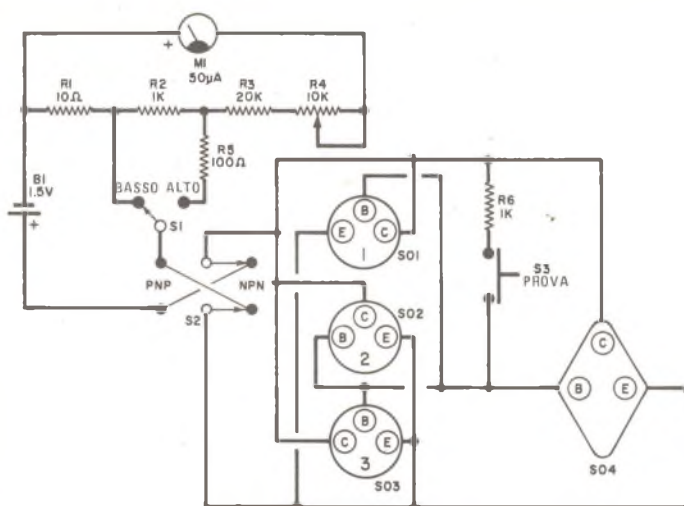 +
M1
50μA
R1
10Ω
R2
1K
R3
20K
R4
10K
R5
100Ω
B1
1.5V
+
BASSO ALTO
S1
PNP
NPN
S2
B
E
C
1
SO1
R6
1K
S3
PROVA
C
B
E
2
SO2
B
C
E
3
SO3
C
B
E
SO4